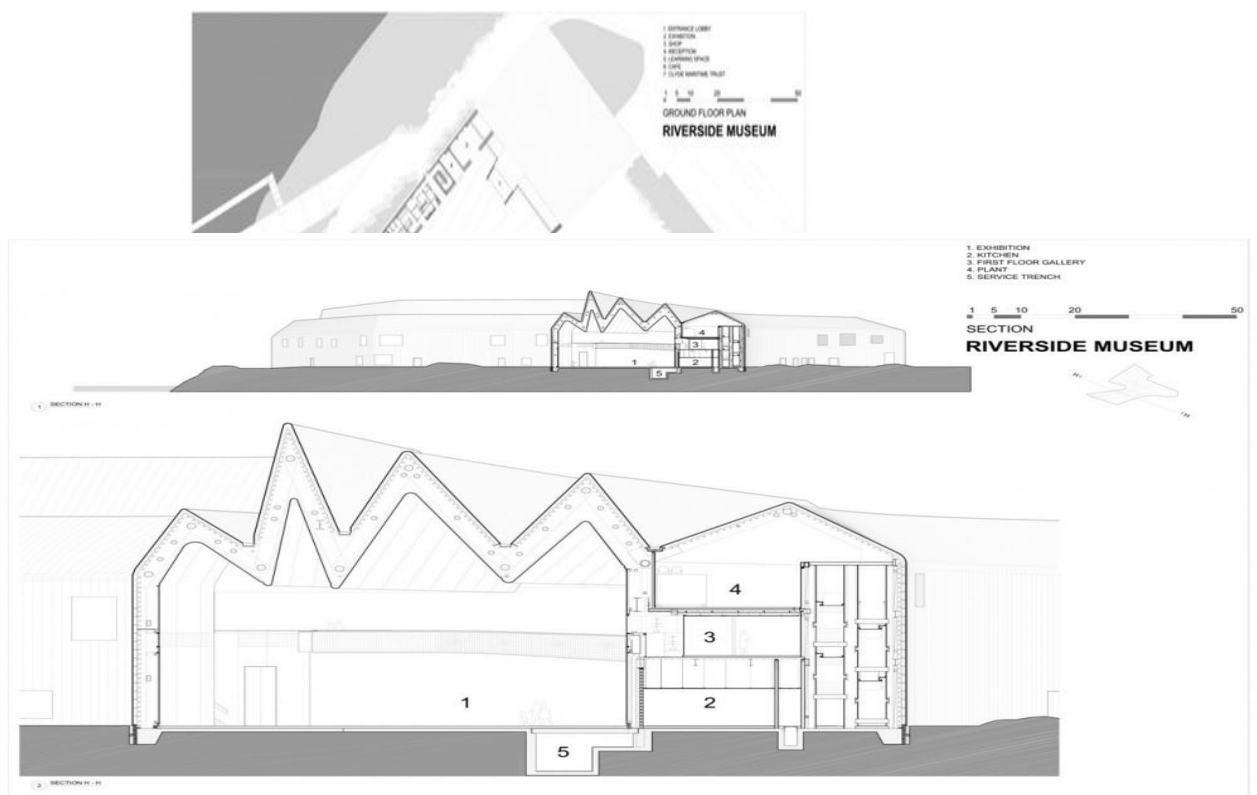 1 ENTRANCE LOBBY
2 EXHIBITION
3 SHOP
4 RECEPTION
5 LEARNING SPACE
6 CAFE
7 CLYDE MARITIME TRUST
1 5 10 20 50
GROUND FLOOR PLAN
RIVERSIDE MUSEUM
1. EXHIBITION
2. KITCHEN
3. FIRST FLOOR GALLERY
4. PLANT
5. SERVICE TRENCH
1 5 10 20 50
SECTION
RIVERSIDE MUSEUM
H
H
4
3
1 2
5
1 SECTION H - H
4
3
1 2
5
2 SECTION H - H